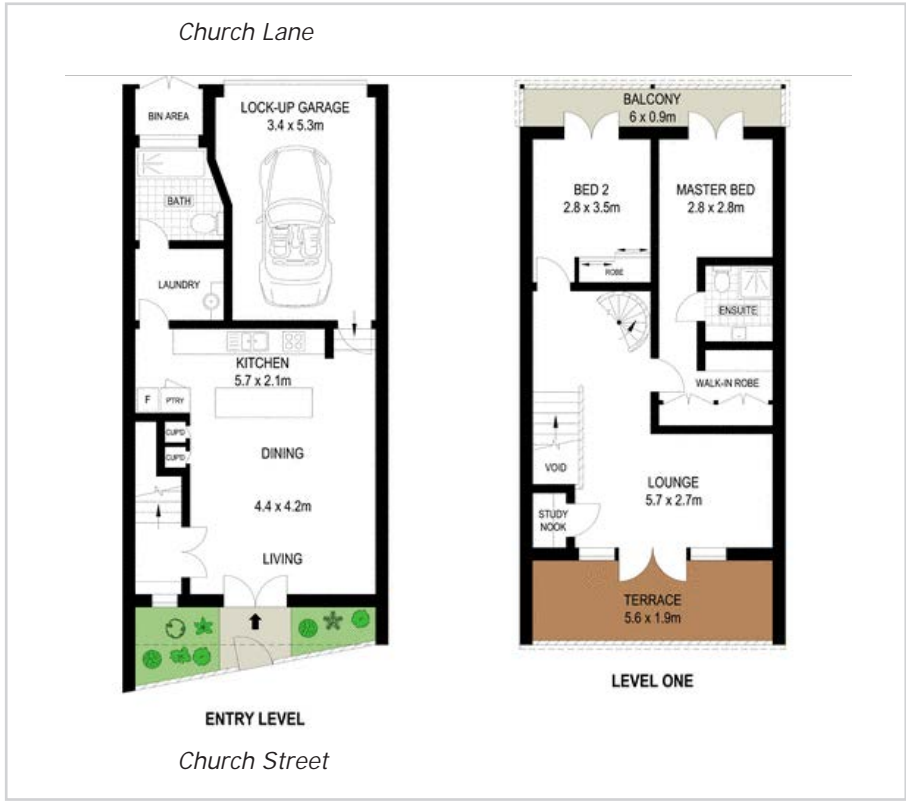 Church Lane
BIN AREA
LOCK-UP GARAGE
3.4 x 5.3m
BATH
LAUNDRY
KITCHEN
5.7 x 2.1m
F
PTRY
CUP'D
CUP'D
DINING
4.4 x 4.2m
LIVING
ENTRY LEVEL
Church Street
BALCONY
6 x 0.9m
BED 2
2.8 x 3.5m
MASTER BED
2.8 x 2.8m
ROBE
ENSUITE
WALK-IN ROBE
VOID
LOUNGE
5.7 x 2.7m
STUDY
NOOK
TERRACE
5.6 x 1.9m
LEVEL ONE